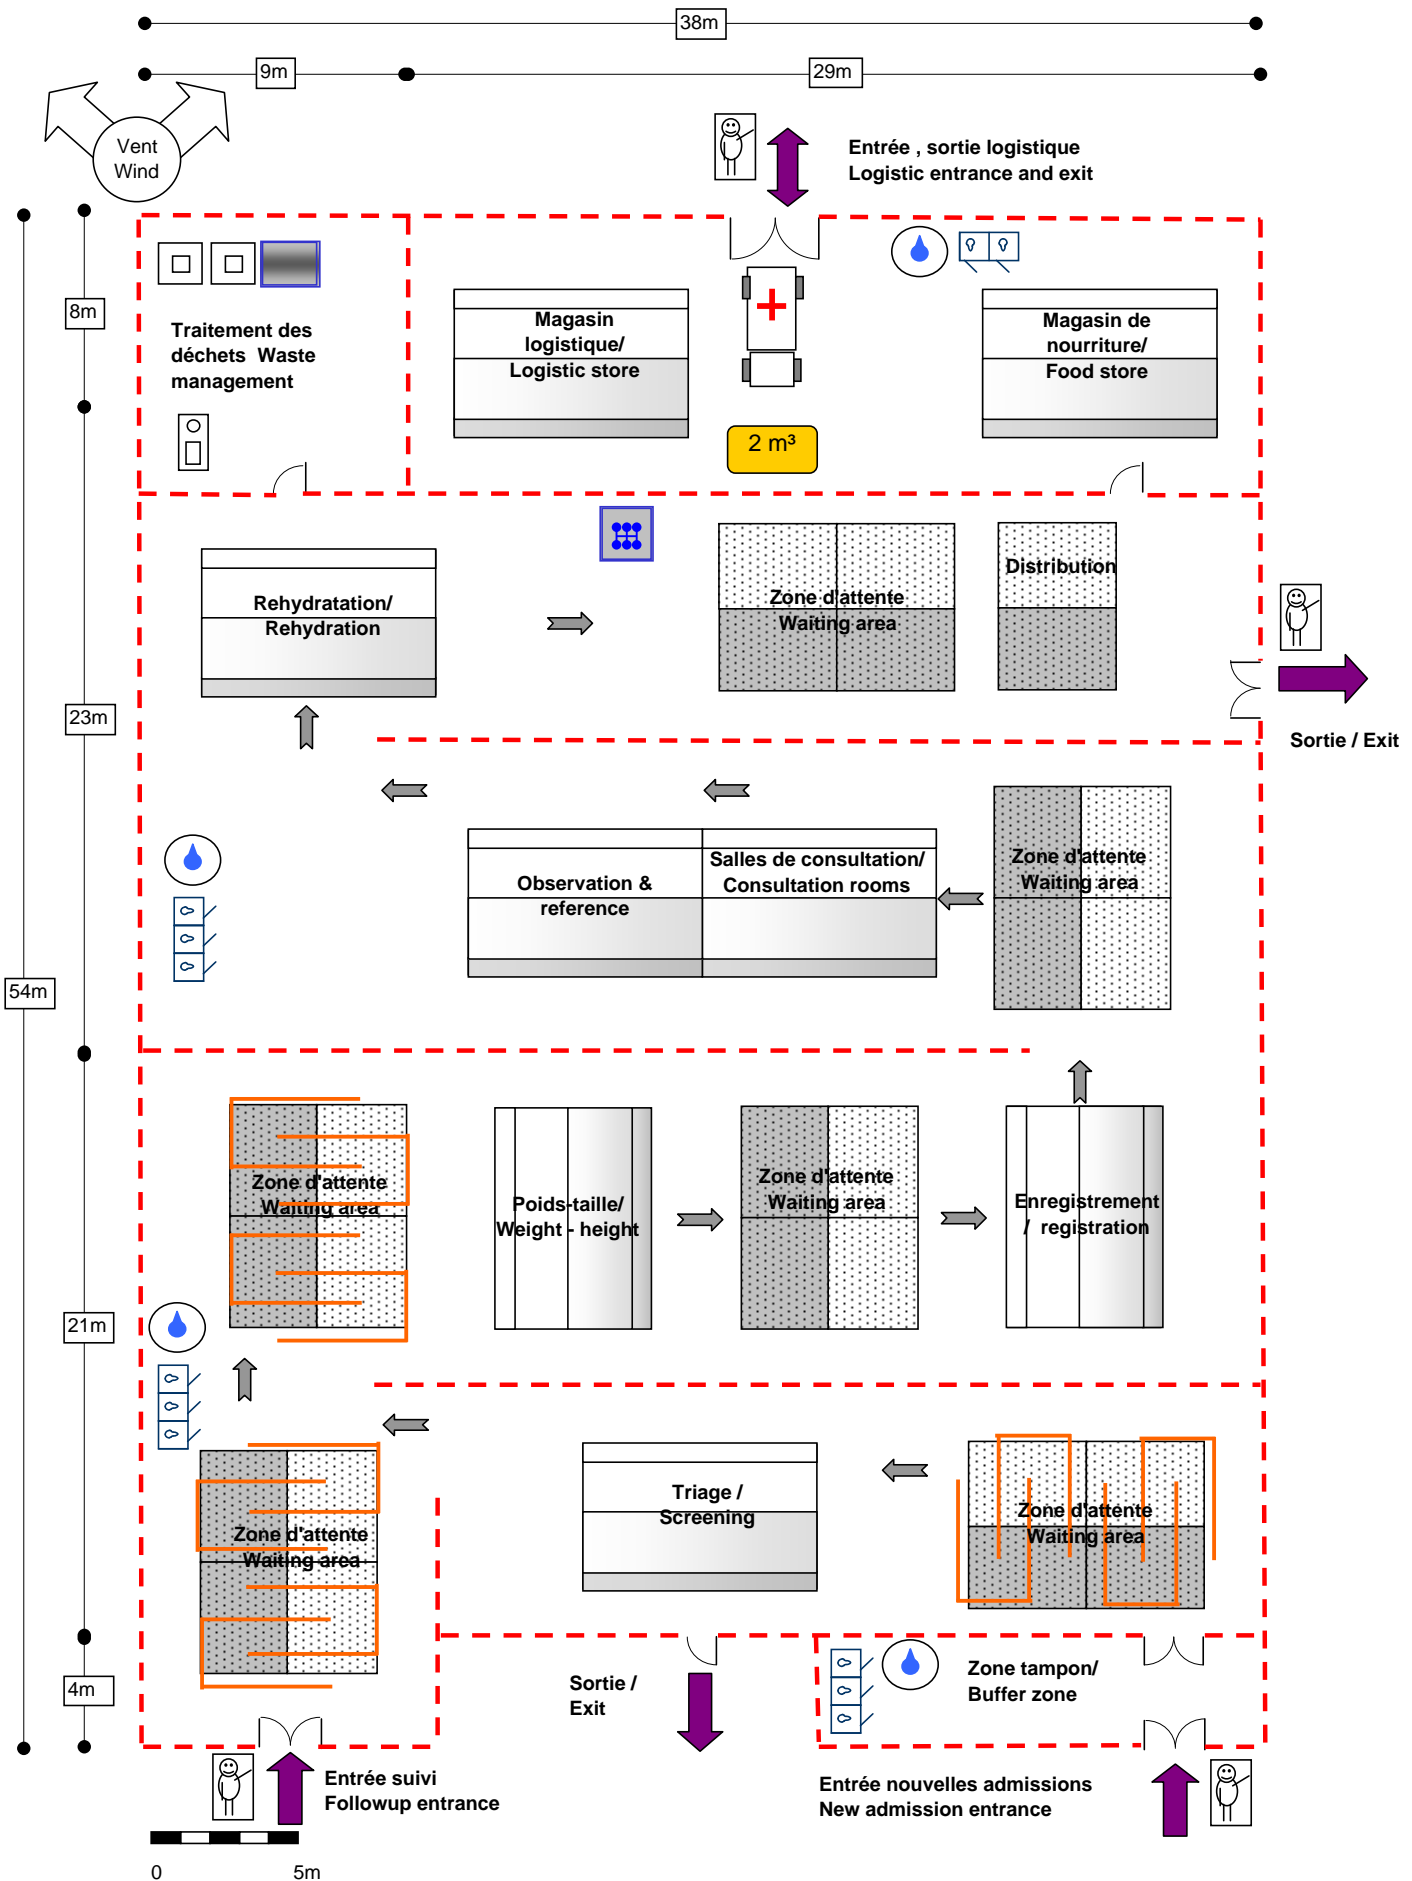 38m
9m
29m
Vent
Wind
Entrée , sortie logistique
Logistic entrance and exit
8m
Traitement des
déchets  Waste
management
Magasin
logistique/
Logistic store
Magasin de
nourriture/
Food store
2 m³
Rehydratation/
Rehydration
Zone d'attente
Waiting area
Distribution
23m
Sortie / Exit
Observation &
reference
Salles de consultation/
Consultation rooms
Zone d'attente
Waiting area
54m
Zone d'attente
Waiting area
Poids-taille/
Weight - height
Zone d'attente
Waiting area
Enregistrement
/  registration
21m
Zone d'attente
Waiting area
Triage /
Screening
Zone d'attente
Waiting area
4m
Sortie /
Exit
Zone tampon/
Buffer zone
Entrée suivi
Followup entrance
Entrée nouvelles admissions
New admission entrance
0 5m